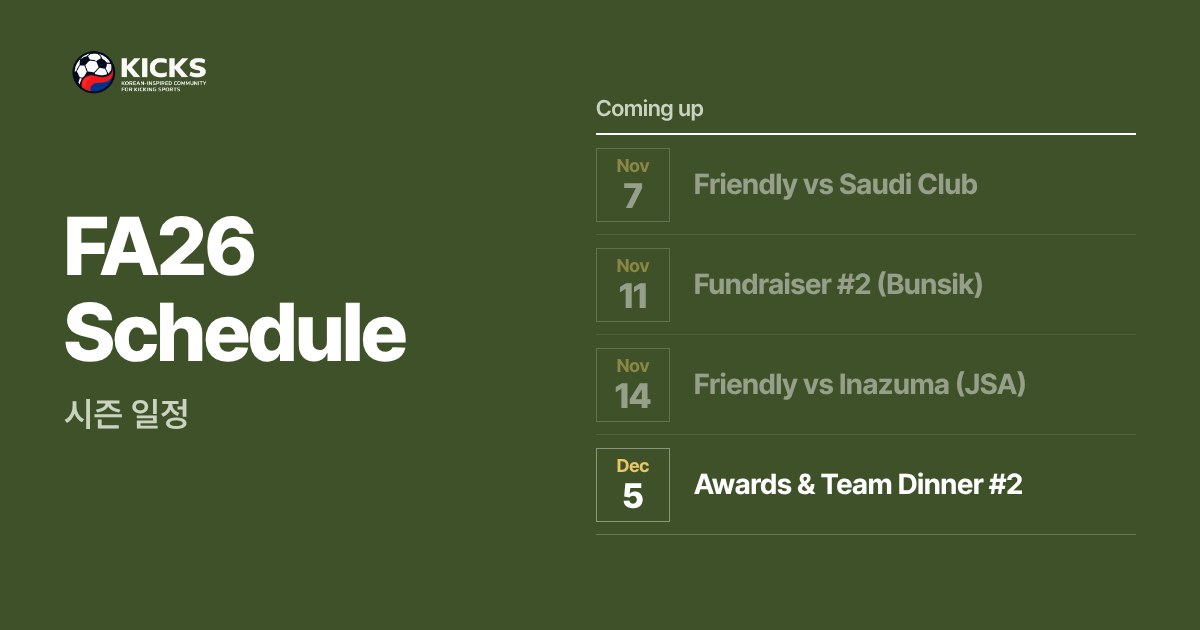 KICKS
KOREAN-INSPIRED COMMUNITY
FOR KICKING SPORTS
FA26
Schedule
시즌 일정
Coming up
Nov
7
Friendly vs Saudi Club
Nov
11
Fundraiser #2 (Bunsik)
Nov
14
Friendly vs Inazuma (JSA)
Dec
5
Awards & Team Dinner #2